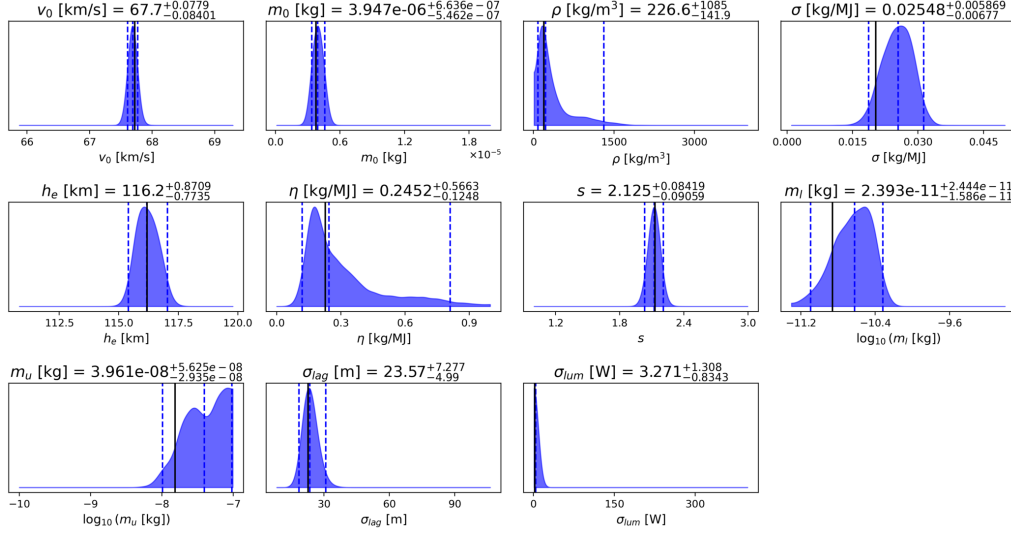 v₀ [km/s] = 67.7 +0.0779 −0.08401
66 67 68 69
v₀ [km/s]
m₀ [kg] = 3.947e-06 +6.636e−07 −5.462e−07
0.0 0.6 1.2 1.8
×10⁻⁵
m₀ [kg]
ρ [kg/m³] = 226.6 +1085 −141.9
0 1500 3000
ρ [kg/m³]
σ [kg/MJ] = 0.02548 +0.005869 −0.00677
0.000 0.015 0.030 0.045
σ [kg/MJ]
hₑ [km] = 116.2 +0.8709 −0.7735
112.5 115.0 117.5 120.0
hₑ [km]
η [kg/MJ] = 0.2452 +0.5663 −0.1248
0.0 0.3 0.6 0.9
η [kg/MJ]
s = 2.125 +0.08419 −0.09059
1.2 1.8 2.4 3.0
s
mₗ [kg] = 2.393e-11 +2.444e−11 −1.586e−11
−11.2 −10.4 −9.6
log₁₀(mₗ [kg])
mᵤ [kg] = 3.961e-08 +5.625e−08 −2.935e−08
−10 −9 −8 −7
log₁₀(mᵤ [kg])
σ_lag [m] = 23.57 +7.277 −4.99
30 60 90
σ_lag [m]
σ_lum [W] = 3.271 +1.308 −0.8343
0 150 300
σ_lum [W]